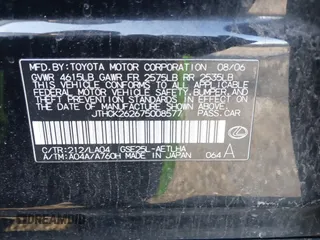 MFD.BY:TOYOTA MOTOR CORPORATION 08/06
GVWR 4615LB GAWR FR 2575LB RR 2535LB
THIS VEHICLE CONFORMS TO ALL APPLICABLE
FEDERAL MOTOR VEHICLE SAFETY, BUMPER,
AND THEFT PREVENTION STANDARDS IN EFFECT ON
THE DATE OF MANUFACTURE SHOWN ABOVE.
JTHCK262675008577 PASS.CAR
C/TR:212/LA04 GSE25L-AETLHA
A/TM:A04A/A760H MADE IN JAPAN 064 A